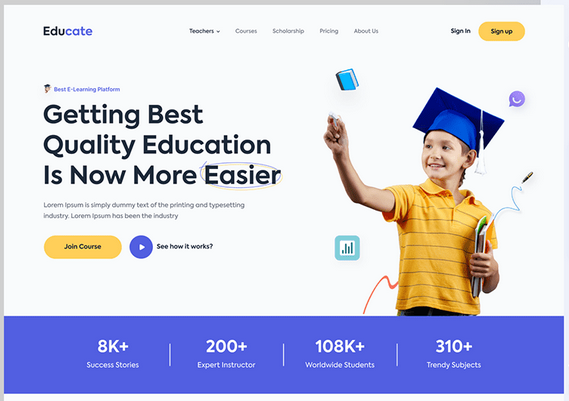 Educate
Teachers
Courses
Scholarship
Pricing
About Us
Sign In
Sign up
Best E-Learning Platform
Getting Best
Quality Education
Is Now More Easier
Lorem Ipsum is simply dummy text of the printing and typesetting
industry. Lorem Ipsum has been the industry
Join Course
See how it works?
8K+
Success Stories
200+
Expert Instructor
108K+
Worldwide Students
310+
Trendy Subjects